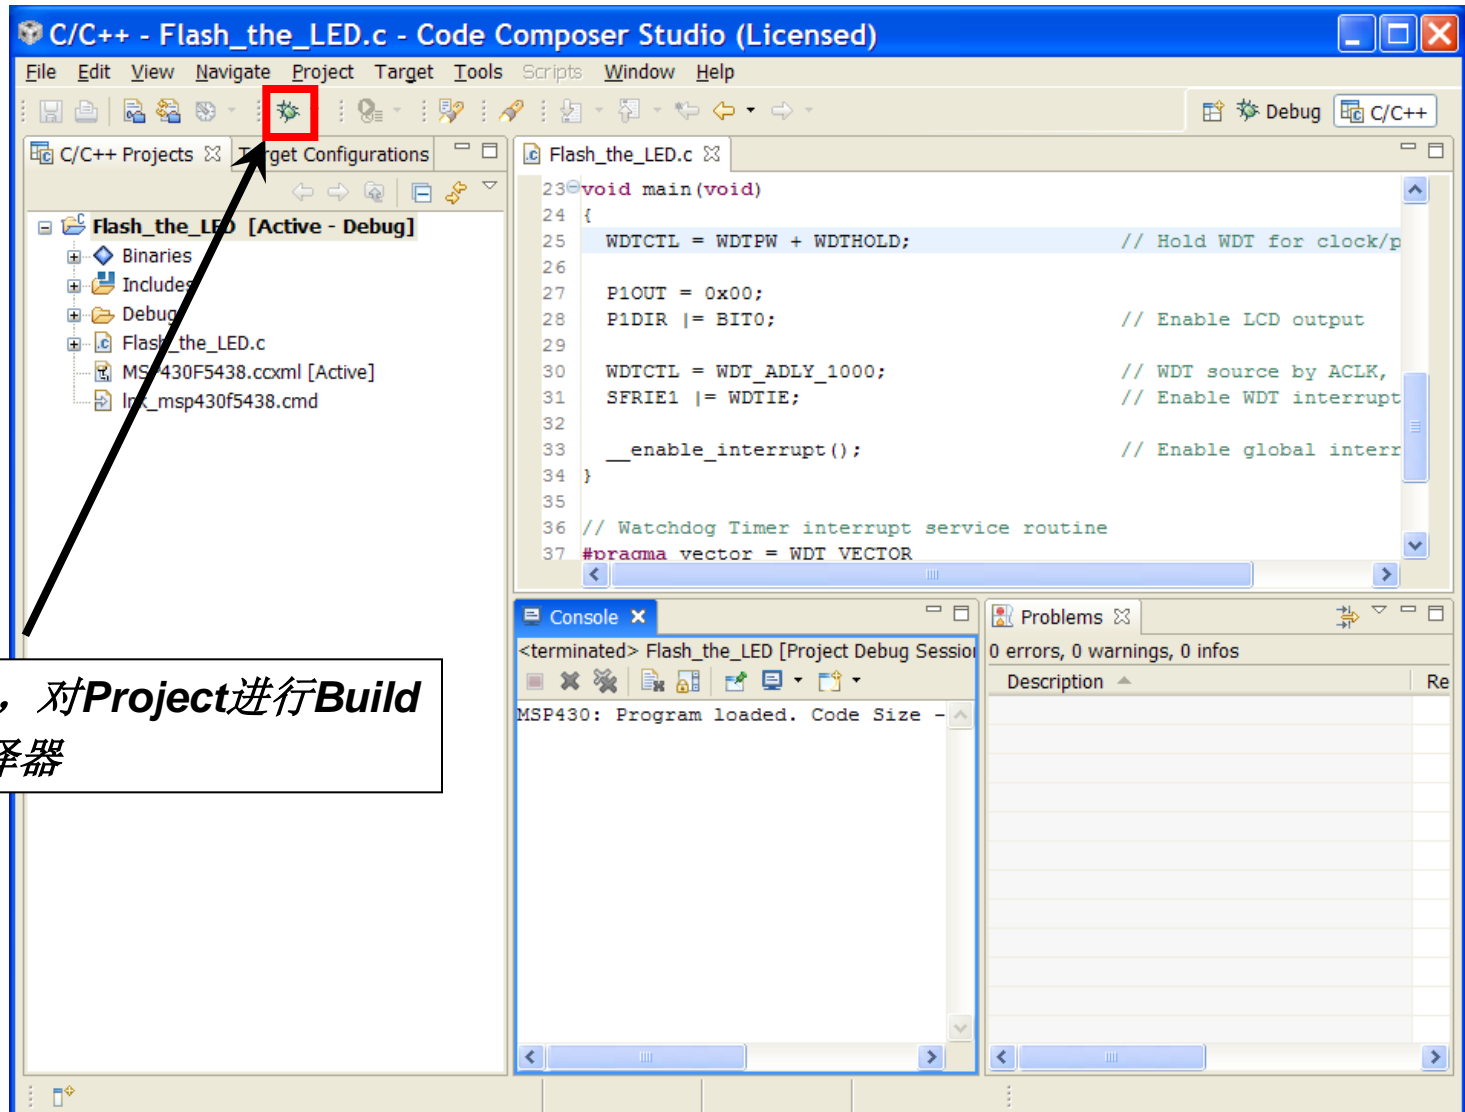 C/C++ - Flash_the_LED.c - Code Composer Studio (Licensed)
File Edit View Navigate Project Target Tools Scripts Window Help
Debug C/C++
C/C++ Projects Target Configurations
Flash_the_LED.c
Flash_the_LED [Active - Debug]
Binaries
Includes
Debug
Flash_the_LED.c
MSP430F5438.ccxml [Active]
lnk_msp430f5438.cmd
23 void main(void)
24 {
25 WDTCTL = WDTPW + WDTHOLD; // Hold WDT for clock/p
26
27 P1OUT = 0x00;
28 P1DIR |= BIT0; // Enable LCD output
29
30 WDTCTL = WDT_ADLY_1000; // WDT source by ACLK,
31 SFRIE1 |= WDTIE; // Enable WDT interrupt
32
33 __enable_interrupt(); // Enable global interr
34 }
35
36 // Watchdog Timer interrupt service routine
37 #pragma vector = WDT_VECTOR
，对Project进行Build
择器
Console
<terminated> Flash_the_LED [Project Debug Session
MSP430: Program loaded. Code Size -
Problems
0 errors, 0 warnings, 0 infos
Description Re